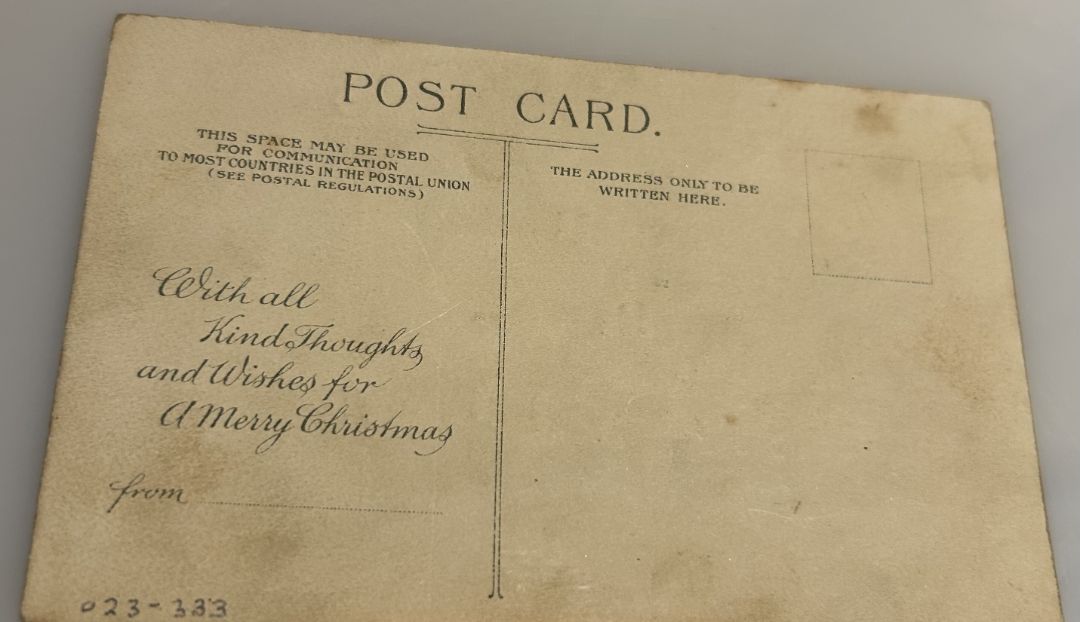 POST CARD.
THIS SPACE MAY BE USED
FOR COMMUNICATION
TO MOST COUNTRIES IN THE POSTAL UNION
(SEE POSTAL REGULATIONS)
THE ADDRESS ONLY TO BE
WRITTEN HERE.
With all
Kind Thoughts
and Wishes for
A Merry Christmas
from
023-333